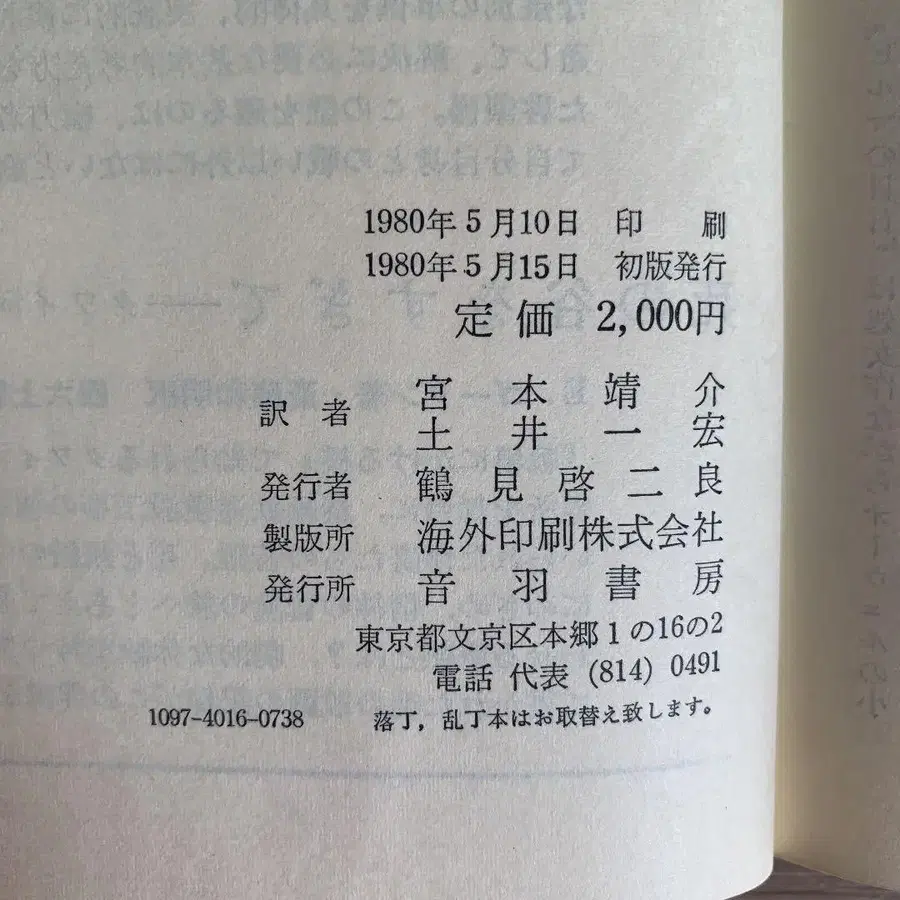 1980年5月10日 印 刷
1980年5月15日 初版発行
定 価 2,000円
訳 者 宮 本 靖 介
土 井 一 宏
発行者 鶴 見 啓 二 良
製版所 海外印刷株式会社
発行所 音 羽 書 房
東京都文京区本郷1の16の2
電話 代表 (814) 0491
1097-4016-0738 落丁,乱丁本はお取替え致します。